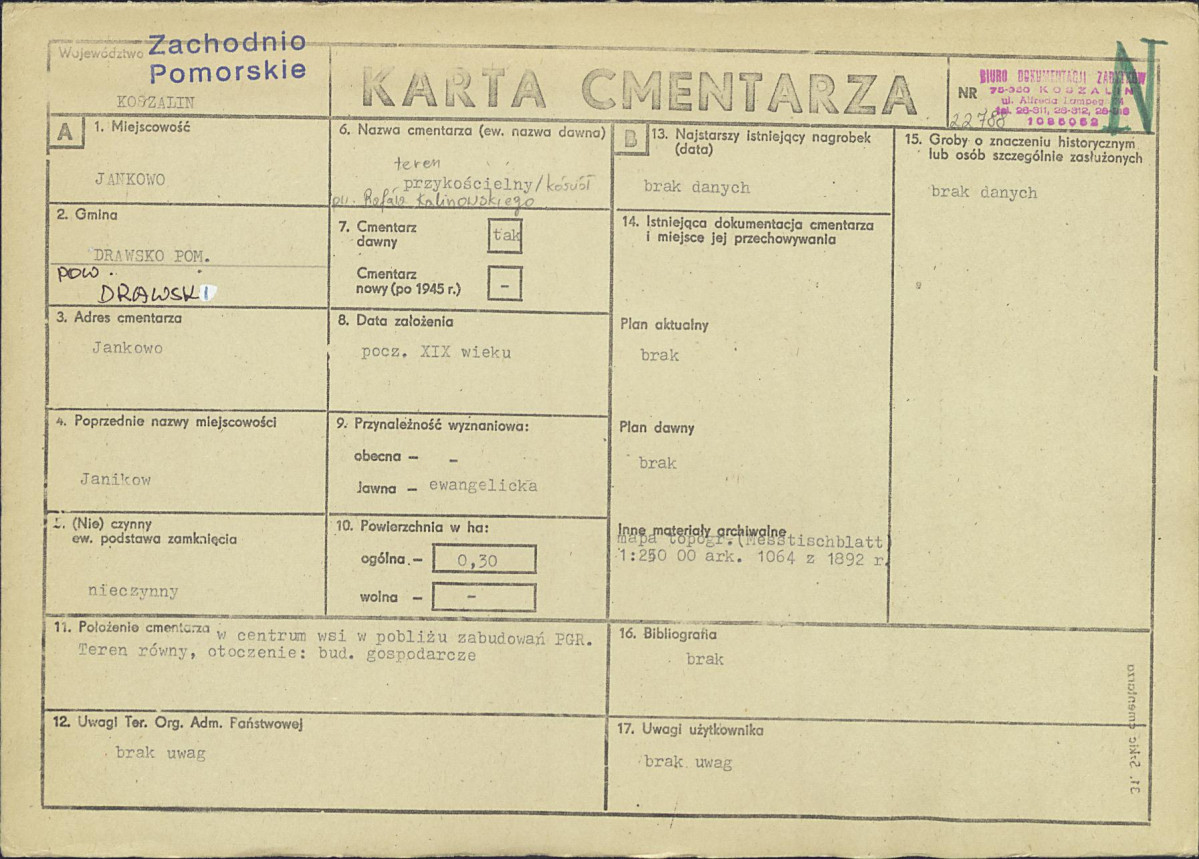 Województwo Zachodnio
Pomorskie
KOSZALIN
KARTA CMENTARZA
NR 22788
BIURO DOKUMENTACJI ZABYTKÓW
75-950 KOSZALIN
ul. Alfreda Lampego
tel. 26-311, 26-312,
1085052
N
A
1. Miejscowość
JANKOWO
2. Gmina
DRAWSKO POM.
pow.
DRAWSKI
3. Adres cmentarza
Jankowo
4. Poprzednie nazwy miejscowości
Janikow
(Nie) czynny
ew. podstawa zamknięcia
nieczynny
6. Nazwa cmentarza (ew. nazwa dawna)
teren
przykościelny/kościół
pw. Rafała Kalinowskiego
7. Cmentarz
dawny
tak
Cmentarz
nowy (po 1945 r.)
-
8. Data założenia
pocz. XIX wieku
9. Przynależność wyznaniowa:
obecna – -
dawna – ewangelicka
10. Powierzchnia w ha:
ogólna – 0,30
wolna – -
11. Położenie cmentarza w centrum wsi w pobliżu zabudowań PGR.
Teren równy, otoczenie: bud. gospodarcze
12. Uwagi Ter. Org. Adm. Państwowej
brak uwag
B
13. Najstarszy istniejący nagrobek
(data)
brak danych
14. Istniejąca dokumentacja cmentarza
i miejsce jej przechowywania
Plan aktualny
brak
Plan dawny
brak
Inne materiały archiwalne
mapa topogr.(Messtischblatt)
1:250 00 ark. 1064 z 1892 r.
15. Groby o znaczeniu historycznym
lub osób szczególnie zasłużonych
brak danych
16. Bibliografia
brak
17. Uwagi użytkownika
brak uwag
31. Szkic cmentarza